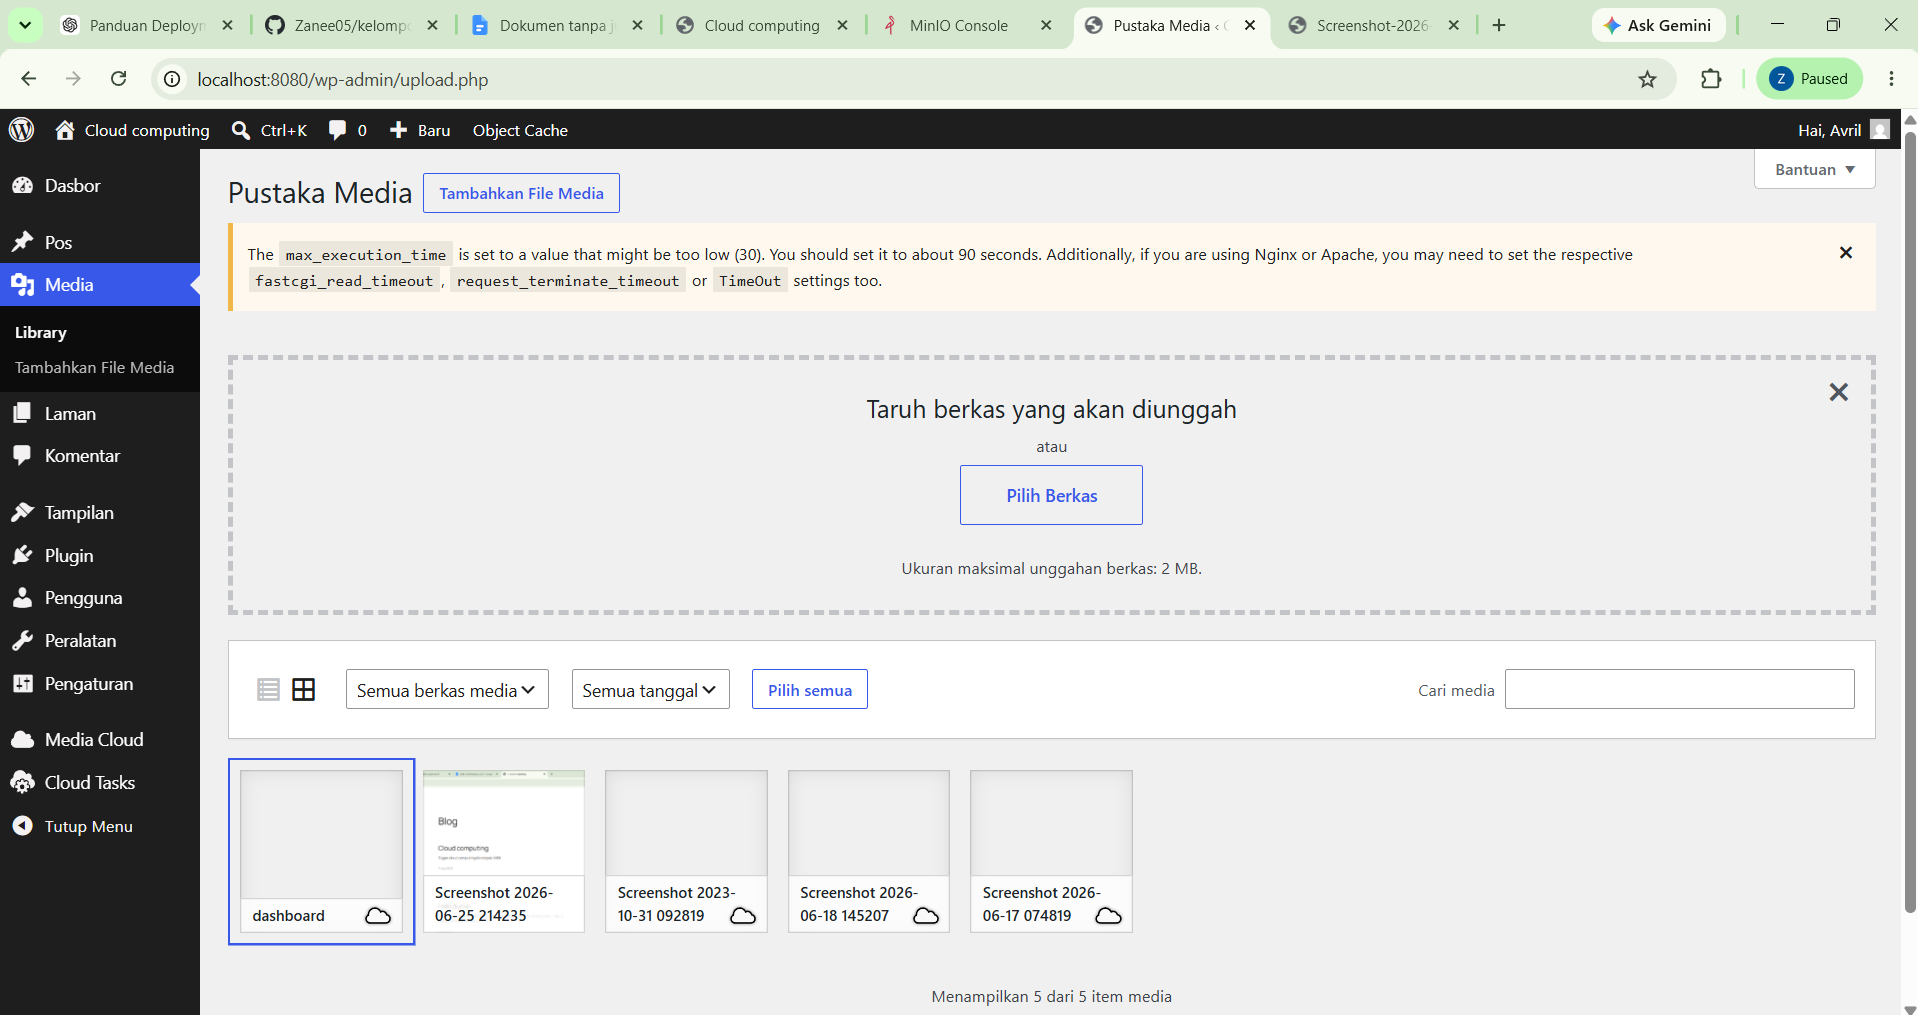 Panduan Deployn
Zanee05/kelompo
Dokumen tanpa ju
Cloud computing
MinIO Console
Pustaka Media ‹ C
Screenshot-2026-
Ask Gemini
localhost:8080/wp-admin/upload.php
Z
Paused
Cloud computing
Ctrl+K
0
Baru
Object Cache
Hai, Avril
Dasbor
Pos
Media
Library
Tambahkan File Media
Laman
Komentar
Tampilan
Plugin
Pengguna
Peralatan
Pengaturan
Media Cloud
Cloud Tasks
Tutup Menu
Bantuan
Pustaka Media
Tambahkan File Media
The max_execution_time is set to a value that might be too low (30). You should set it to about 90 seconds. Additionally, if you are using Nginx or Apache, you may need to set the respective
fastcgi_read_timeout , request_terminate_timeout or TimeOut settings too.
Taruh berkas yang akan diunggah
atau
Pilih Berkas
Ukuran maksimal unggahan berkas: 2 MB.
Semua berkas media
Semua tanggal
Pilih semua
Cari media
dashboard
Blog
Cloud computing
Screenshot 2026-
06-25 214235
Screenshot 2023-
10-31 092819
Screenshot 2026-
06-18 145207
Screenshot 2026-
06-17 074819
Menampilkan 5 dari 5 item media